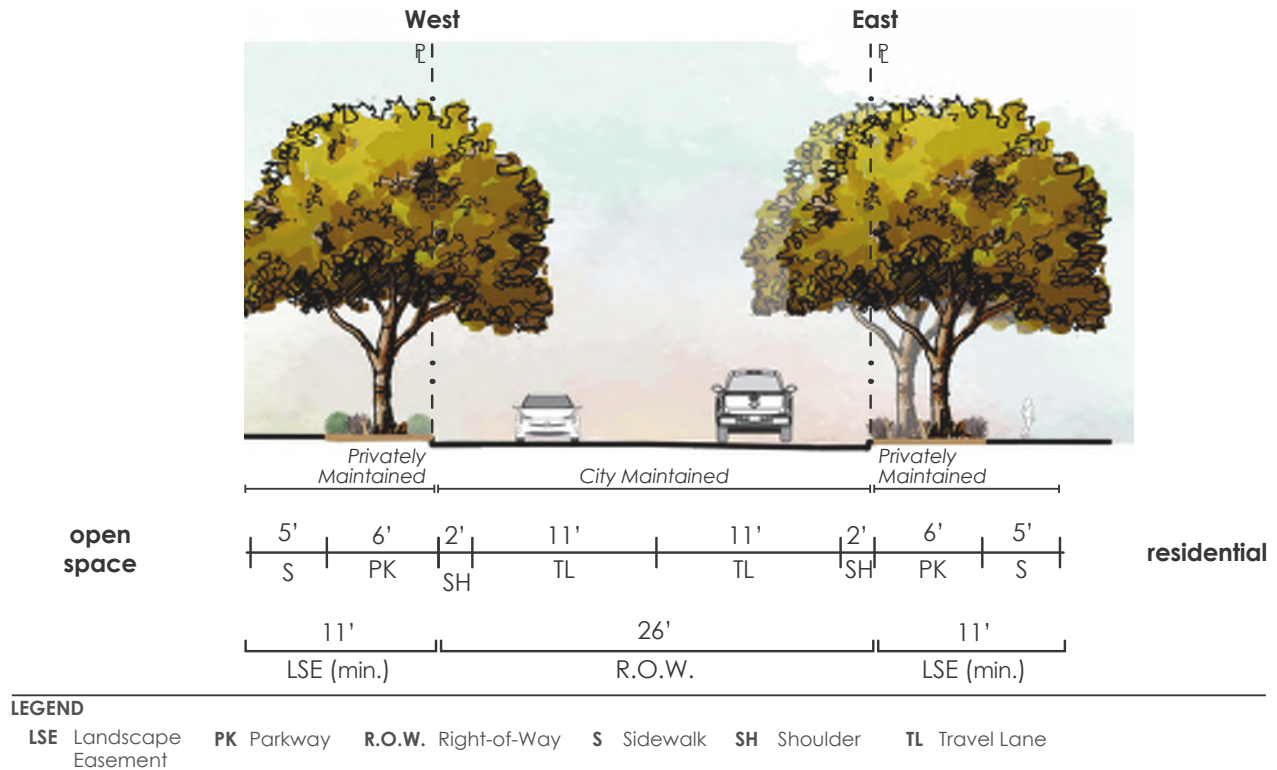 West East
PL PL
Privately
Maintained
City Maintained
Privately
Maintained
open
space
5’ 6’ 2’ 11’ 11’ 2’ 6’ 5’
S PK SH TL TL SH PK S
residential
11’ 26’ 11’
LSE (min.) R.O.W. LSE (min.)
LEGEND
LSE Landscape
Easement
PK Parkway R.O.W. Right-of-Way S Sidewalk SH Shoulder TL Travel Lane